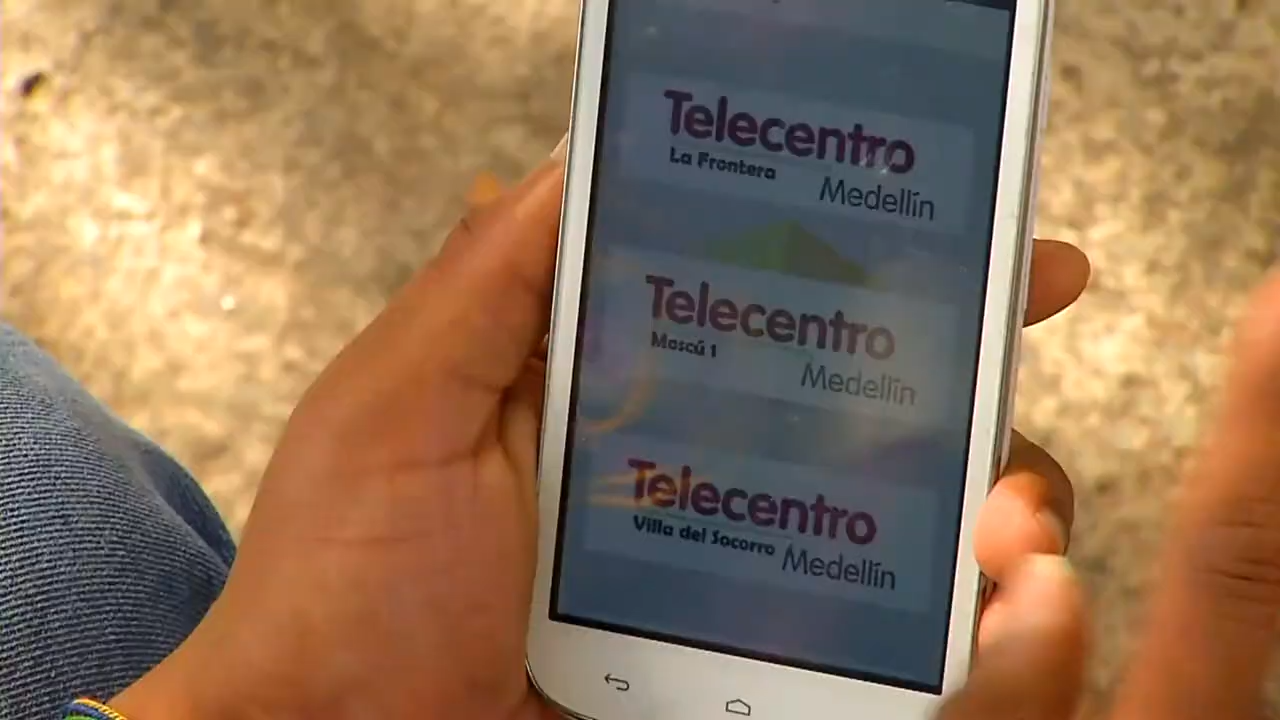 Telecentro
La Frontera
Medellín
Telecentro
Moscú 1
Medellín
Telecentro
Villa del Socorro
Medellín